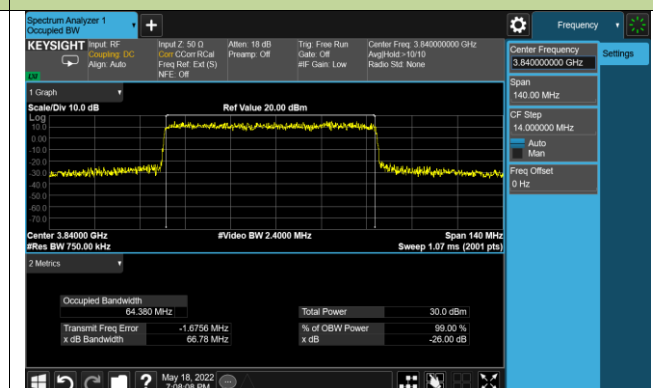 Spectrum Analyzer 1
Occupied BW
Frequency
KEYSIGHT
Input: RF
Coupling: DC
Align: Auto
Input Z: 50 Ω
Corr CCorr RCal
Freq Ref: Ext (S)
NFE: Off
Atten: 18 dB
Preamp: Off
Trig: Free Run
Gate: Off
#IF Gain: Low
Center Freq: 3.840000000 GHz
Avg|Hold:>10/10
Radio Std: None
LW
Center Frequency
3.840000000 GHz
Settings
Span
140.00 MHz
CF Step
14.000000 MHz
Auto
Man
Freq Offset
0 Hz
1 Graph
Scale/Div 10.0 dB
Ref Value 20.00 dBm
Log
10.0
0.00
-10.0
-20.0
-30.0
-40.0
-50.0
-60.0
-70.0
Center 3.84000 GHz
#Video BW 2.4000 MHz
Span 140 MHz
#Res BW 750.00 kHz
Sweep 1.07 ms (2001 pts)
2 Metrics
Occupied Bandwidth
64.380 MHz
Total Power 30.0 dBm
Transmit Freq Error -1.6756 MHz
% of OBW Power 99.00 %
x dB Bandwidth 66.78 MHz
x dB -26.00 dB
?
May 18, 2022
7:08:08 PM